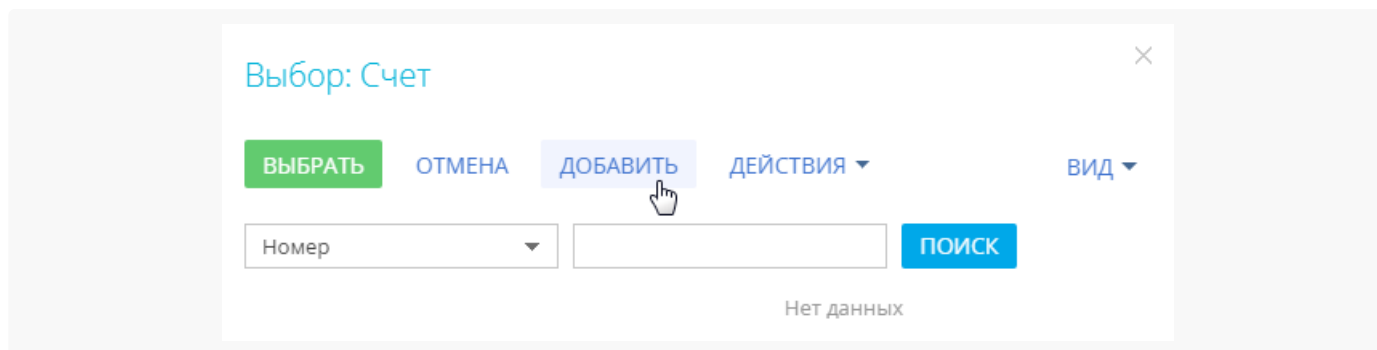 Выбор: Счет
ВЫБРАТЬ ОТМЕНА ДОБАВИТЬ ДЕЙСТВИЯ ВИД
Номер ПОИСК
Нет данных